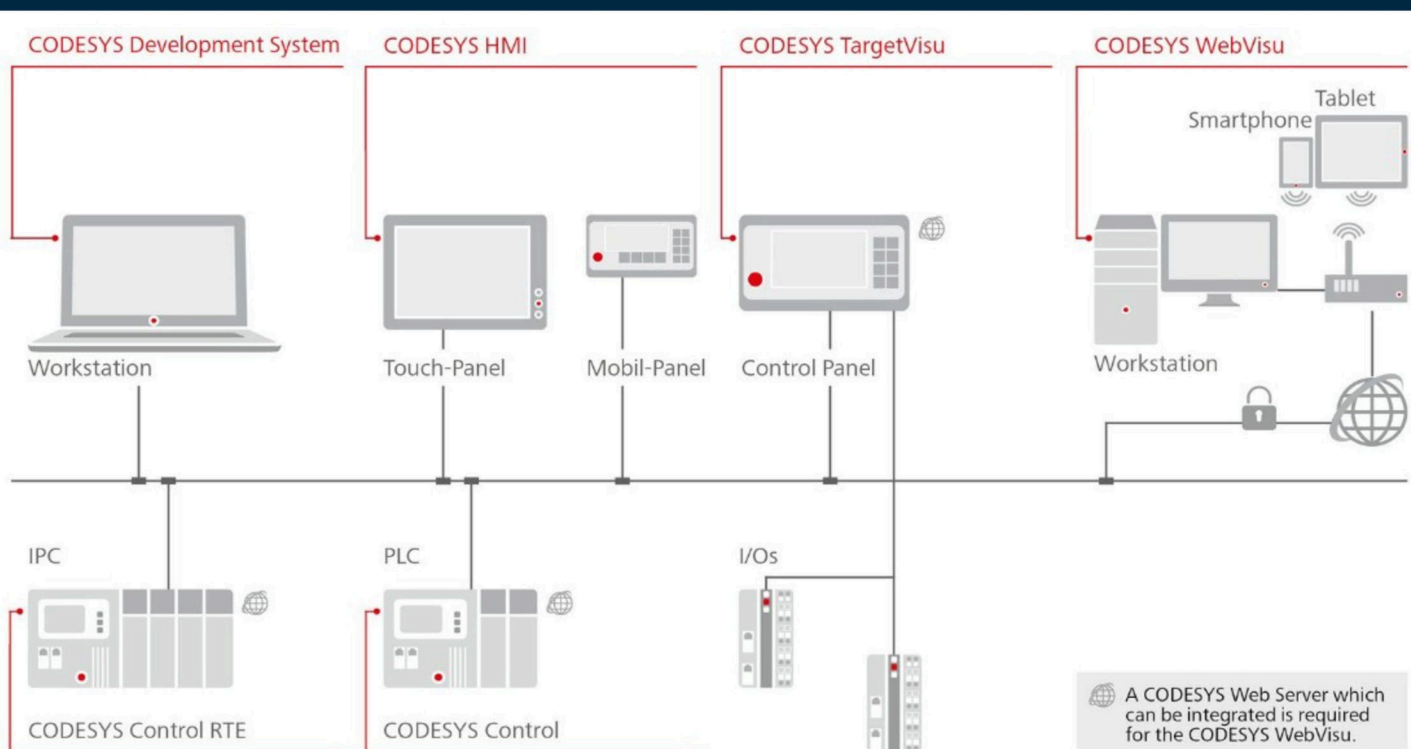 CODESYS Development System
CODESYS HMI
CODESYS TargetVisu
CODESYS WebVisu
Tablet
Smartphone
Workstation
Touch-Panel
Mobil-Panel
Control Panel
Workstation
IPC
PLC
I/Os
CODESYS Control RTE
CODESYS Control
A CODESYS Web Server which
can be integrated is required
for the CODESYS WebVisu.